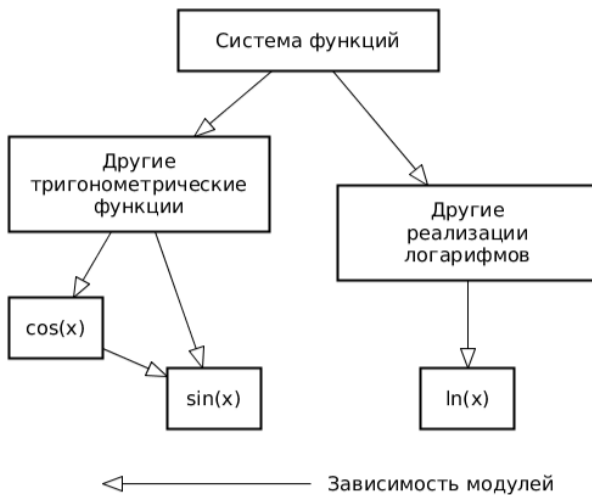 Система функций
Другие
тригонометрические
функции
Другие
реализации
логарифмов
cos(x)
sin(x)
ln(x)
Зависимость модулей